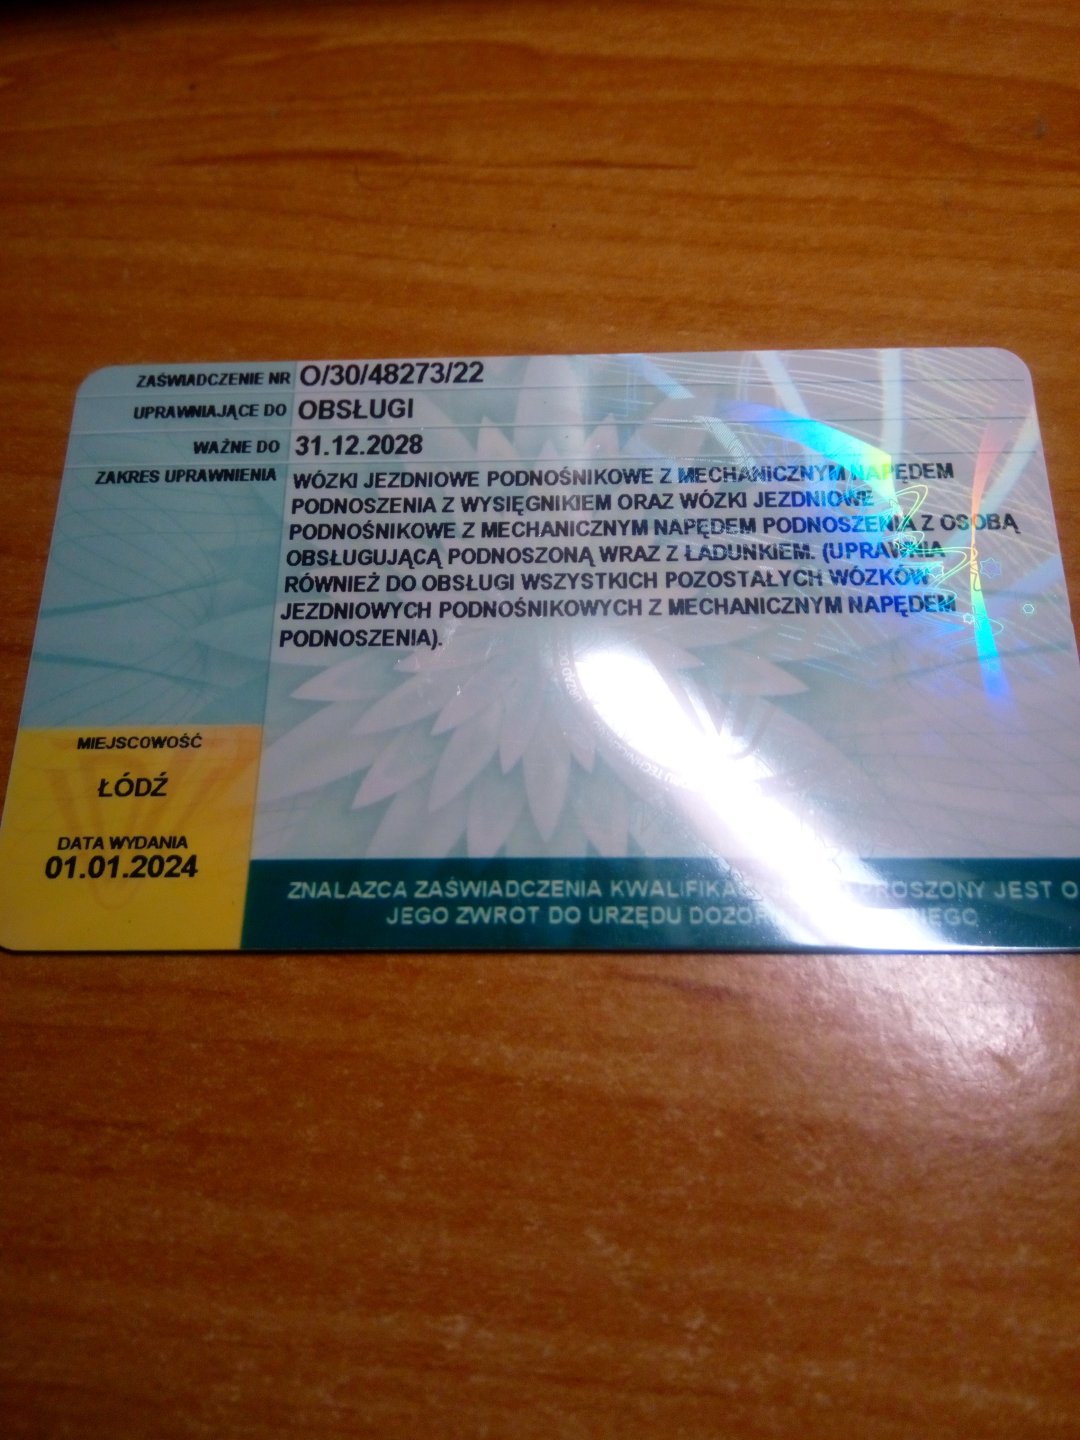 ZAŚWIADCZENIE NR O/30/48273/22
UPRAWNIAJĄCE DO OBSŁUGI
WAŻNE DO 31.12.2028
ZAKRES UPRAWNIENIA WÓZKI JEZDNIOWE PODNOŚNIKOWE Z MECHANICZNYM NAPĘDEM
PODNOSZENIA Z WYSIĘGNIKIEM ORAZ WÓZKI JEZDNIOWE
PODNOŚNIKOWE Z MECHANICZNYM NAPĘDEM PODNOSZENIA Z OSOBĄ
OBSŁUGUJĄCĄ PODNOSZONĄ WRAZ Z ŁADUNKIEM. (UPRAWNIA
RÓWNIEŻ DO OBSŁUGI WSZYSTKICH POZOSTAŁYCH WÓZKÓW
JEZDNIOWYCH PODNOŚNIKOWYCH Z MECHANICZNYM NAPĘDEM
PODNOSZENIA).
MIEJSCOWOŚĆ
ŁÓDŹ
DATA WYDANIA
01.01.2024
ZNALAZCA ZAŚWIADCZENIA PROSZONY JEST O
JEGO ZWROT DO URZĘDU